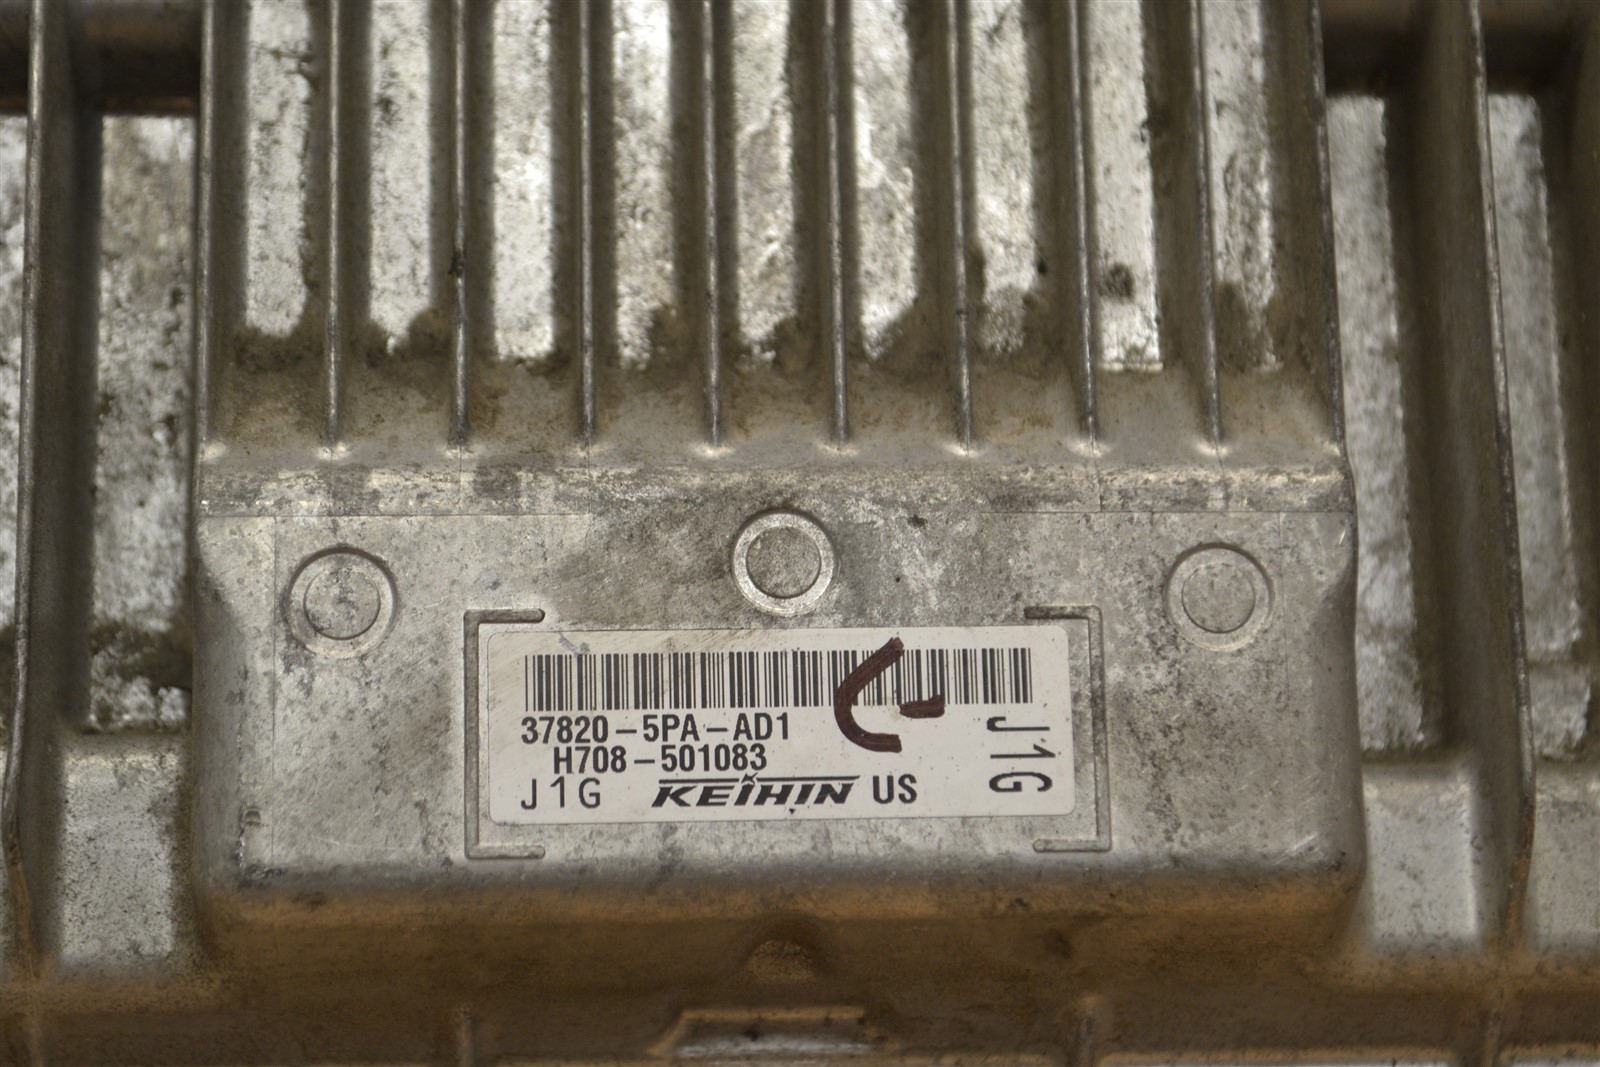 37820-5PA-AD1
H708-501083
J1G KEIHIN US
J1G